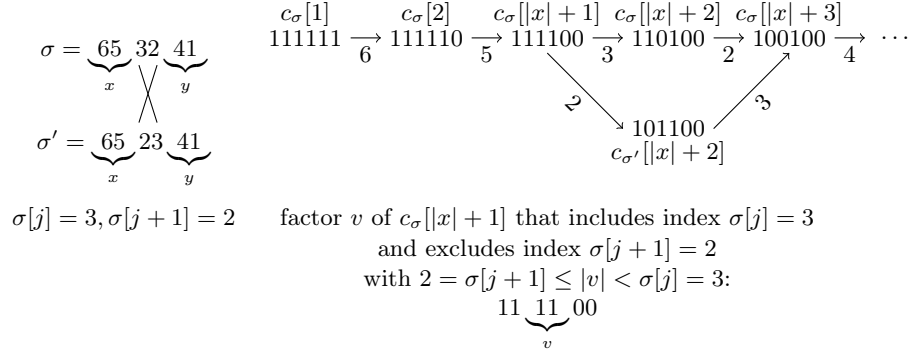 c_σ[1] c_σ[2] c_σ[|x| + 1] c_σ[|x| + 2] c_σ[|x| + 3]
111111 → 111110 → 111100 → 110100 → 100100 → ⋯
6 5 3 2 4
σ = 65 32 41
x y
2 3
σ′ = 65 23 41
x y
101100
c_σ′[|x| + 2]
σ[j] = 3, σ[j + 1] = 2
factor v of c_σ[|x| + 1] that includes index σ[j] = 3
and excludes index σ[j + 1] = 2
with 2 = σ[j + 1] ≤ |v| < σ[j] = 3:
11 11 00
v